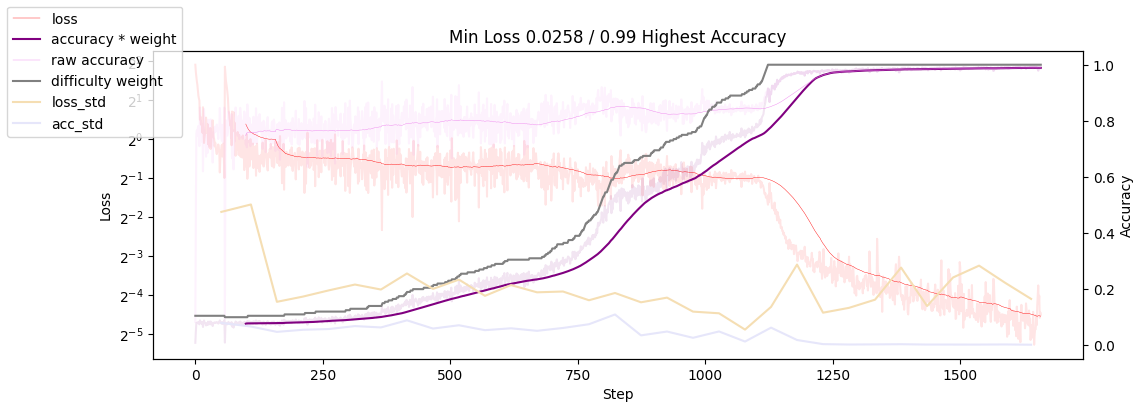 Min Loss 0.0258 / 0.99 Highest Accuracy
loss
accuracy * weight
raw accuracy
difficulty weight
loss_std
acc_std
2^1
2^0
2^-1
2^-2
2^-3
2^-4
2^-5
Loss
1.0
0.8
0.6
0.4
0.2
0.0
Accuracy
0 250 500 750 1000 1250 1500
Step